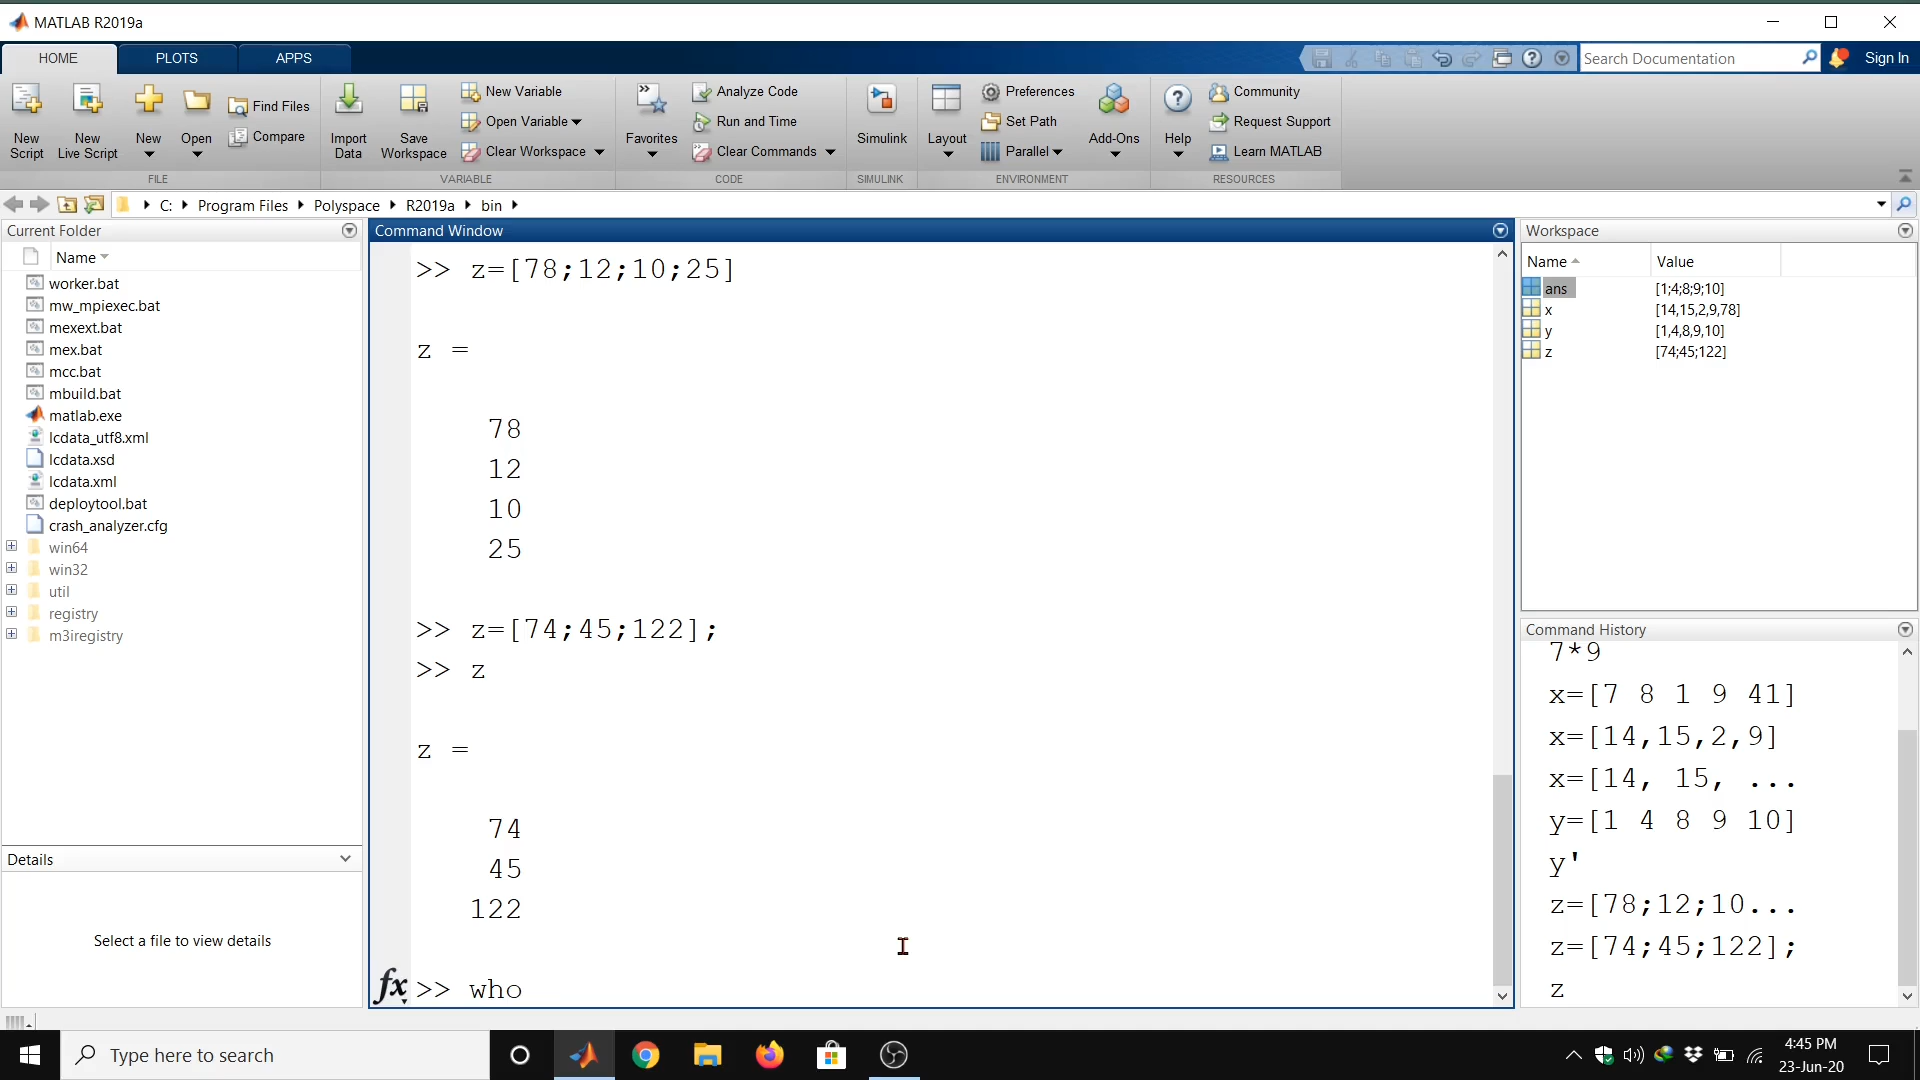 MATLAB R2019a
HOME PLOTS APPS
Search Documentation
Sign In
New Script
New Live Script
New
Open
Find Files
Compare
FILE
Import Data
Save Workspace
New Variable
Open Variable
Clear Workspace
VARIABLE
Favorites
Analyze Code
Run and Time
Clear Commands
CODE
Simulink
SIMULINK
Layout
Preferences
Set Path
Parallel
Add-Ons
ENVIRONMENT
Help
Community
Request Support
Learn MATLAB
RESOURCES
C: Program Files Polyspace R2019a bin
Current Folder
Name
worker.bat
mw_mpiexec.bat
mexext.bat
mex.bat
mcc.bat
mbuild.bat
matlab.exe
lcdata_utf8.xml
lcdata.xsd
lcdata.xml
deploytool.bat
crash_analyzer.cfg
win64
win32
util
registry
m3iregistry
Details
Select a file to view details
Command Window
>> z=[78;12;10;25]
z =
78
12
10
25
>> z=[74;45;122];
>> z
z =
74
45
122
fx >> who
Workspace
Name Value
ans [1;4;8;9;10]
x [14,15,2,9,78]
y [1,4,8,9,10]
z [74;45;122]
Command History
7*9
x=[7 8 1 9 41]
x=[14,15,2,9]
x=[14, 15, ...
y=[1 4 8 9 10]
y'
z=[78;12;10...
z=[74;45;122];
z
Type here to search
4:45 PM
23-Jun-20